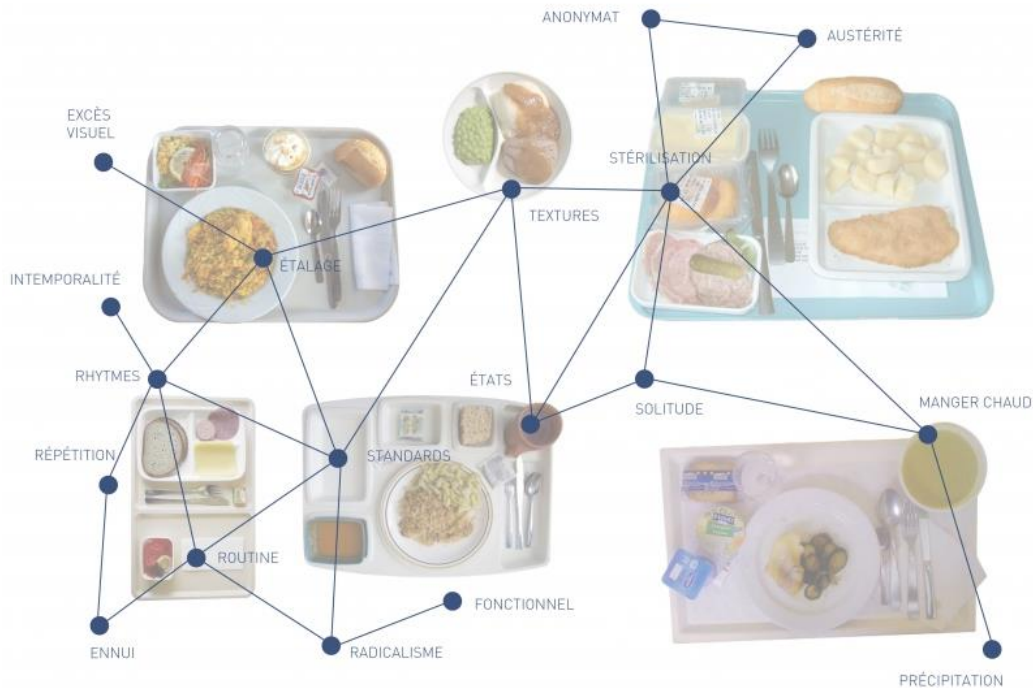 ANONYMAT
AUSTÉRITÉ
EXCÈS
VISUEL
STÉRILISATION
TEXTURES
ÉTALAGE
INTEMPORALITÉ
RHYTMES
ÉTATS
SOLITUDE
MANGER CHAUD
RÉPÉTITION
STANDARDS
ROUTINE
FONCTIONNEL
ENNUI
RADICALISME
PRÉCIPITATION